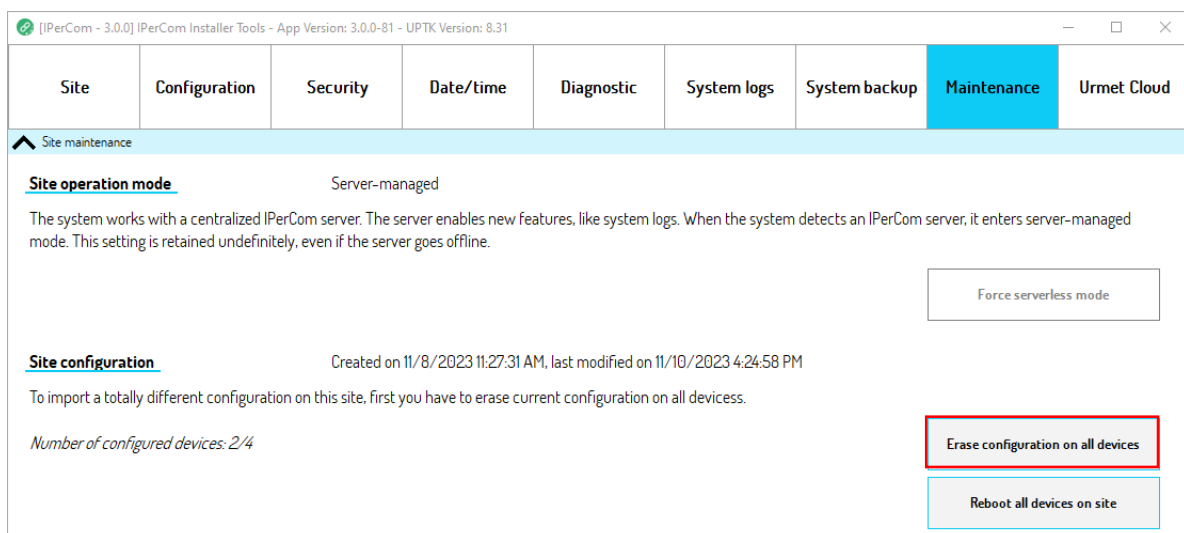 [IPerCom - 3.0.0] IPerCom Installer Tools - App Version: 3.0.0-81 - UPTK Version: 8.31
Site Configuration Security Date/time Diagnostic System logs System backup Maintenance Urmet Cloud
Site maintenance
Site operation mode Server-managed
The system works with a centralized IPerCom server. The server enables new features, like system logs. When the system detects an IPerCom server, it enters server-managed
mode. This setting is retained undefinitely, even if the server goes offline.
Force serverless mode
Site configuration Created on 11/8/2023 11:27:31 AM, last modified on 11/10/2023 4:24:58 PM
To import a totally different configuration on this site, first you have to erase current configuration on all devicess.
Number of configured devices: 2/4 Erase configuration on all devices
Reboot all devices on site